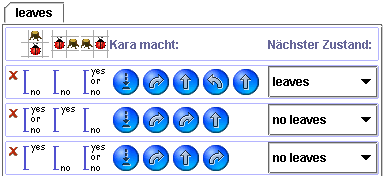 leaves
Kara macht: Nächster Zustand:
no no yes or no leaves
yes or no yes no no leaves
yes no yes or no no leaves